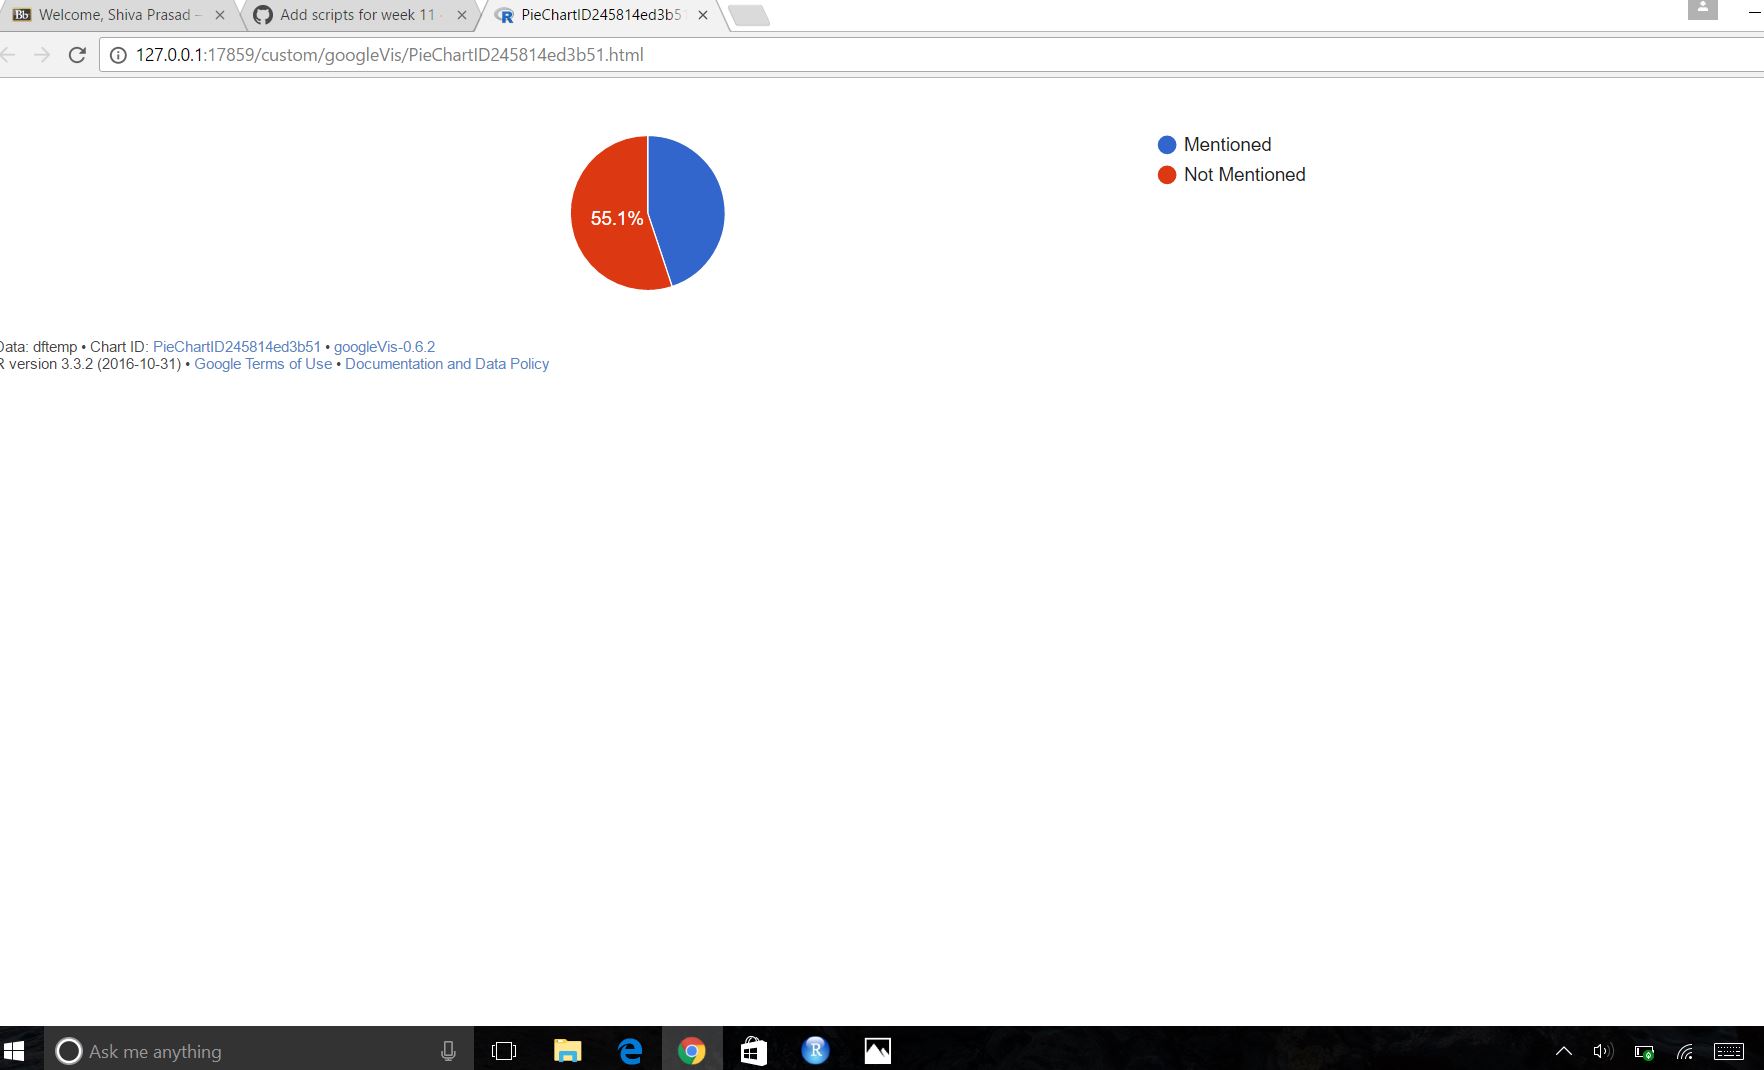 Bb Welcome, Shiva Prasad –
Add scripts for week 11
R PieChartID245814ed3b51
127.0.0.1:17859/custom/googleVis/PieChartID245814ed3b51.html
Mentioned
Not Mentioned
55.1%
Data: dftemp • Chart ID: PieChartID245814ed3b51 • googleVis-0.6.2
R version 3.3.2 (2016-10-31) • Google Terms of Use • Documentation and Data Policy
Ask me anything
R